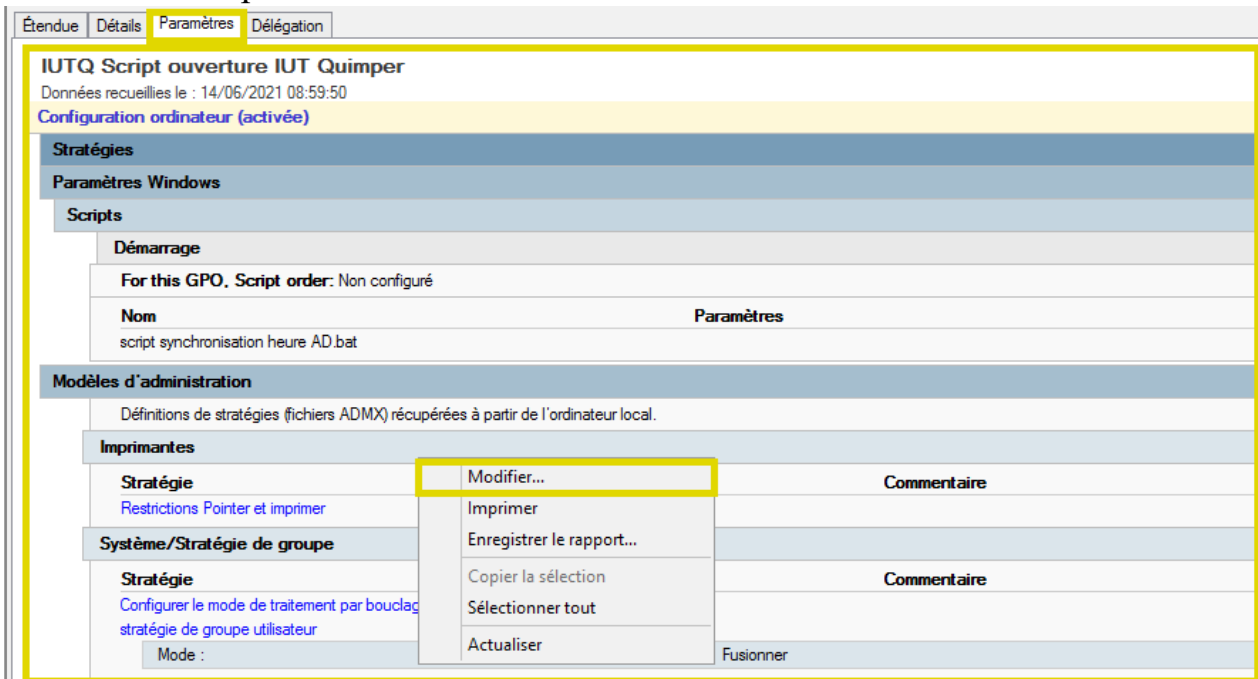 Étendue Détails Paramètres Délégation
IUTQ Script ouverture IUT Quimper
Données recueillies le : 14/06/2021 08:59:50
Configuration ordinateur (activée)
Stratégies
Paramètres Windows
Scripts
Démarrage
For this GPO, Script order: Non configuré
Nom Paramètres
script synchronisation heure AD.bat
Modèles d'administration
Définitions de stratégies (fichiers ADMX) récupérées à partir de l'ordinateur local.
Imprimantes
Modifier...
Stratégie Commentaire
Restrictions Pointer et imprimer
Imprimer
Système/Stratégie de groupe
Enregistrer le rapport...
Copier la sélection
Stratégie Commentaire
Configurer le mode de traitement par
Sélectionner tout
stratégie de groupe utilisateur
Actualiser
Mode : Fusionner